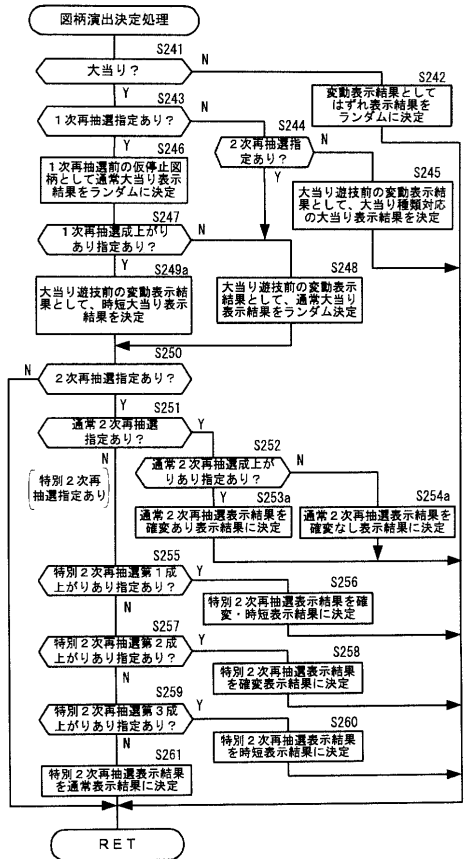 図柄演出決定処理
S241
大当り?
N
Y
S242
変動表示結果として
はずれ表示結果を
ランダムに決定
S243
1次再抽選指定あり?
N
Y
S244
2次再抽選指
定あり?
N
Y
S245
大当り遊技前の変動表示結
果として、大当り種類対応
の大当り表示結果を決定
S246
1次再抽選前の仮停止図
柄として通常大当り表示
結果をランダムに決定
S247
1次再抽選成上がり
あり指定あり?
N
Y
S248
大当り遊技前の変動表示
結果として、通常大当り
表示結果をランダム決定
S249a
大当り遊技前の変動表示結
果として、時短大当り表示
結果を決定
S250
N
2次再抽選指定あり?
Y
S251
通常2次再抽選
指定あり?
Y
N
特別2次再
抽選指定あり
S252
通常2次再抽選成上が
りあり指定あり?
N
Y
S253a
通常2次再抽選表示結果を
確変あり表示結果に決定
S254a
通常2次再抽選表示結果を
確変なし表示結果に決定
S255
特別2次再抽選第1成
上がりあり指定あり?
Y
N
S256
特別2次再抽選表示結果を確
変・時短表示結果に決定
S257
特別2次再抽選第2成
上がりあり指定あり?
Y
N
S258
特別2次再抽選表示結果
を確変表示結果に決定
S259
特別2次再抽選第3成
上がりあり指定あり?
Y
N
S260
特別2次再抽選表示結果
を時短表示結果に決定
S261
特別2次再抽選表示結果
を通常表示結果に決定
RET